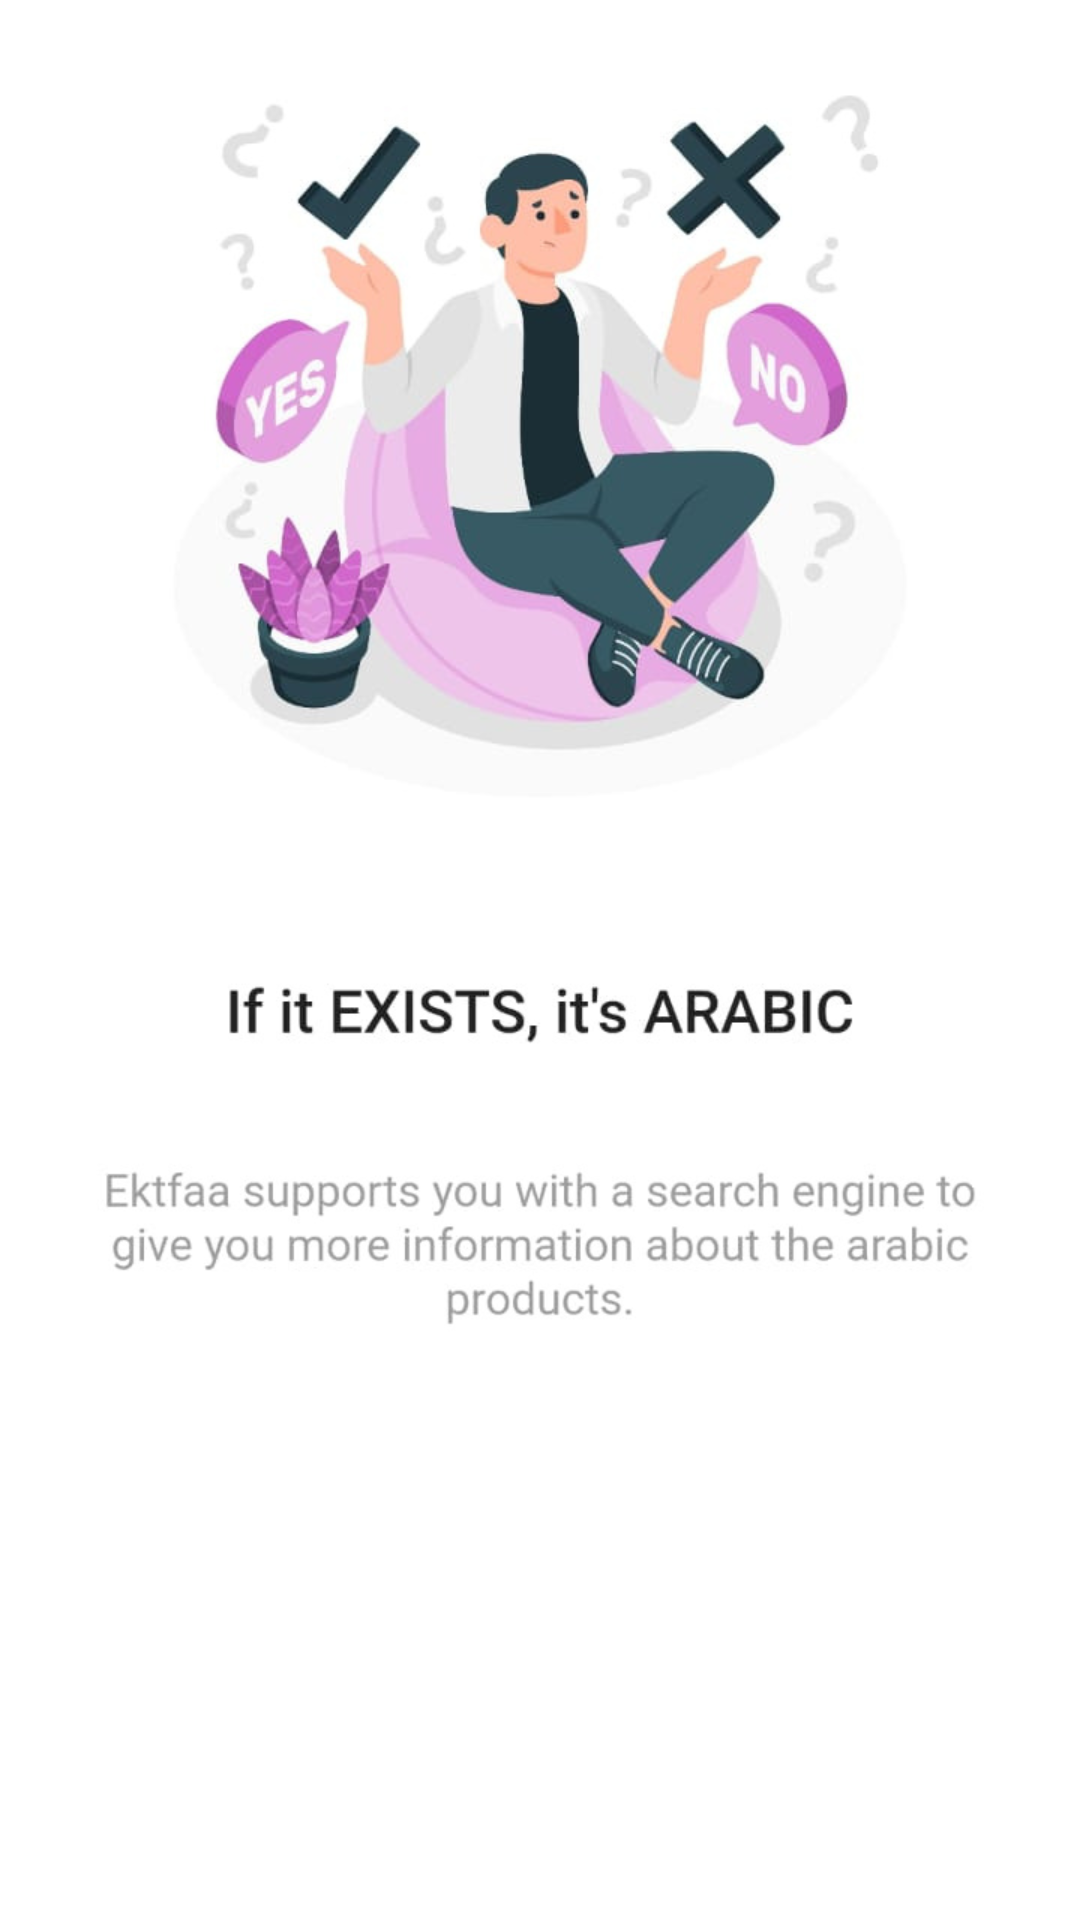 YES
NO
If it EXISTS, it's ARABIC
Ektfaa supports you with a search engine to
give you more information about the arabic
products.